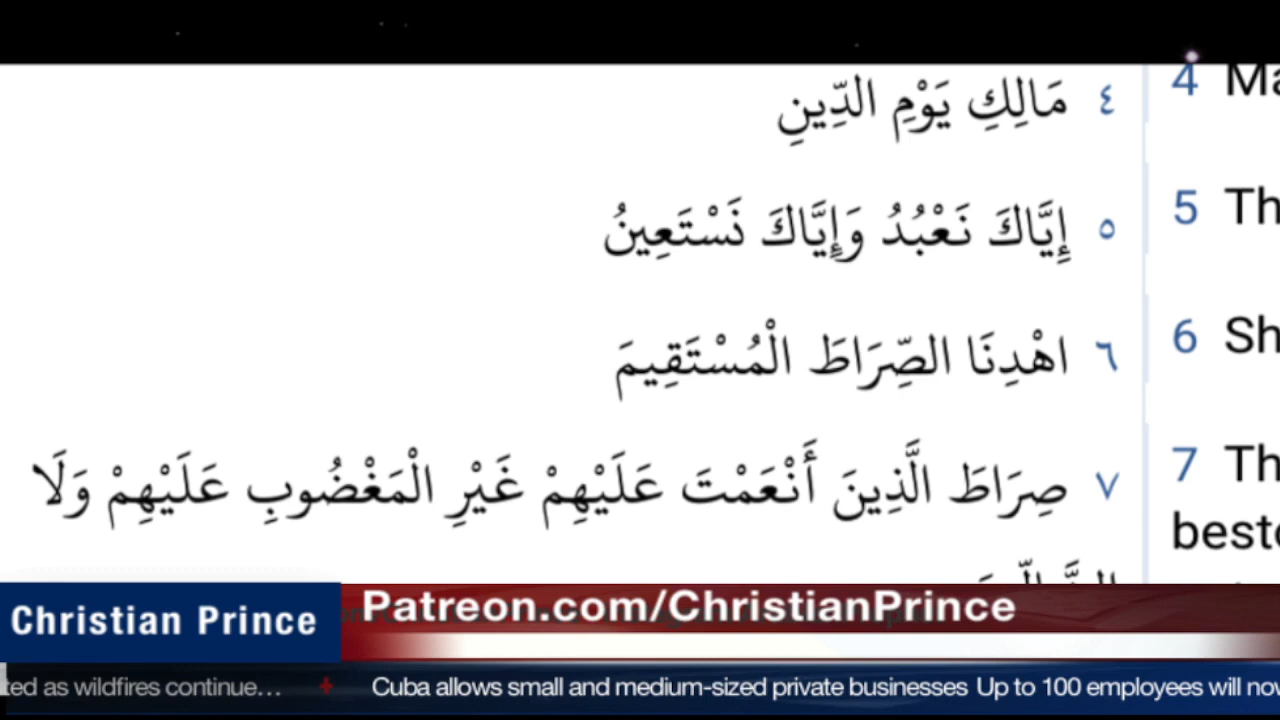 ٤ مَالِكِ يَوْمِ الدِّينِ
٥ إِيَّاكَ نَعْبُدُ وَإِيَّاكَ نَسْتَعِينُ
٦ اهْدِنَا الصِّرَاطَ الْمُسْتَقِيمَ
٧ صِرَاطَ الَّذِينَ أَنْعَمْتَ عَلَيْهِمْ غَيْرِ الْمَغْضُوبِ عَلَيْهِمْ وَلَا
4 Ma
5 Th
6 Sh
7 Th
besto
Christian Prince
Patreon.com/ChristianPrince
ted as wildfires continue... + Cuba allows small and medium-sized private businesses Up to 100 employees will now